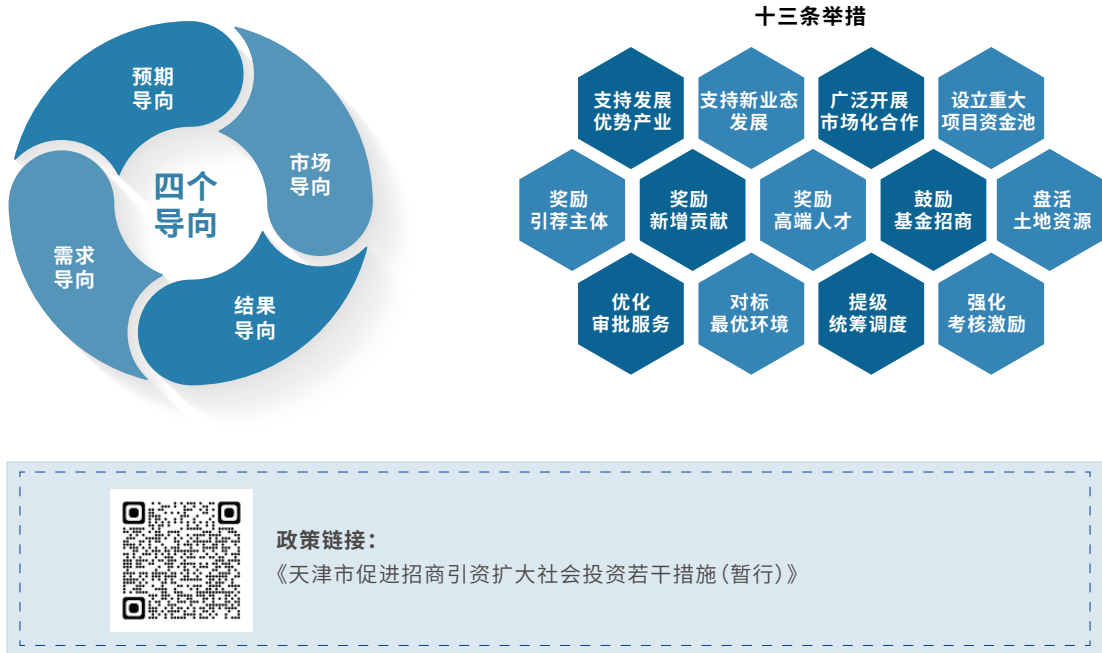 十三条举措
预期
导向
市场
导向
四个
导向
需求
导向
结果
导向
支持发展
优势产业
支持新业态
发展
广泛开展
市场化合作
设立重大
项目资金池
奖励
引荐主体
奖励
新增贡献
奖励
高端人才
鼓励
基金招商
盘活
土地资源
优化
审批服务
对标
最优环境
提级
统筹调度
强化
考核激励
政策链接：
《天津市促进招商引资扩大社会投资若干措施（暂行）》